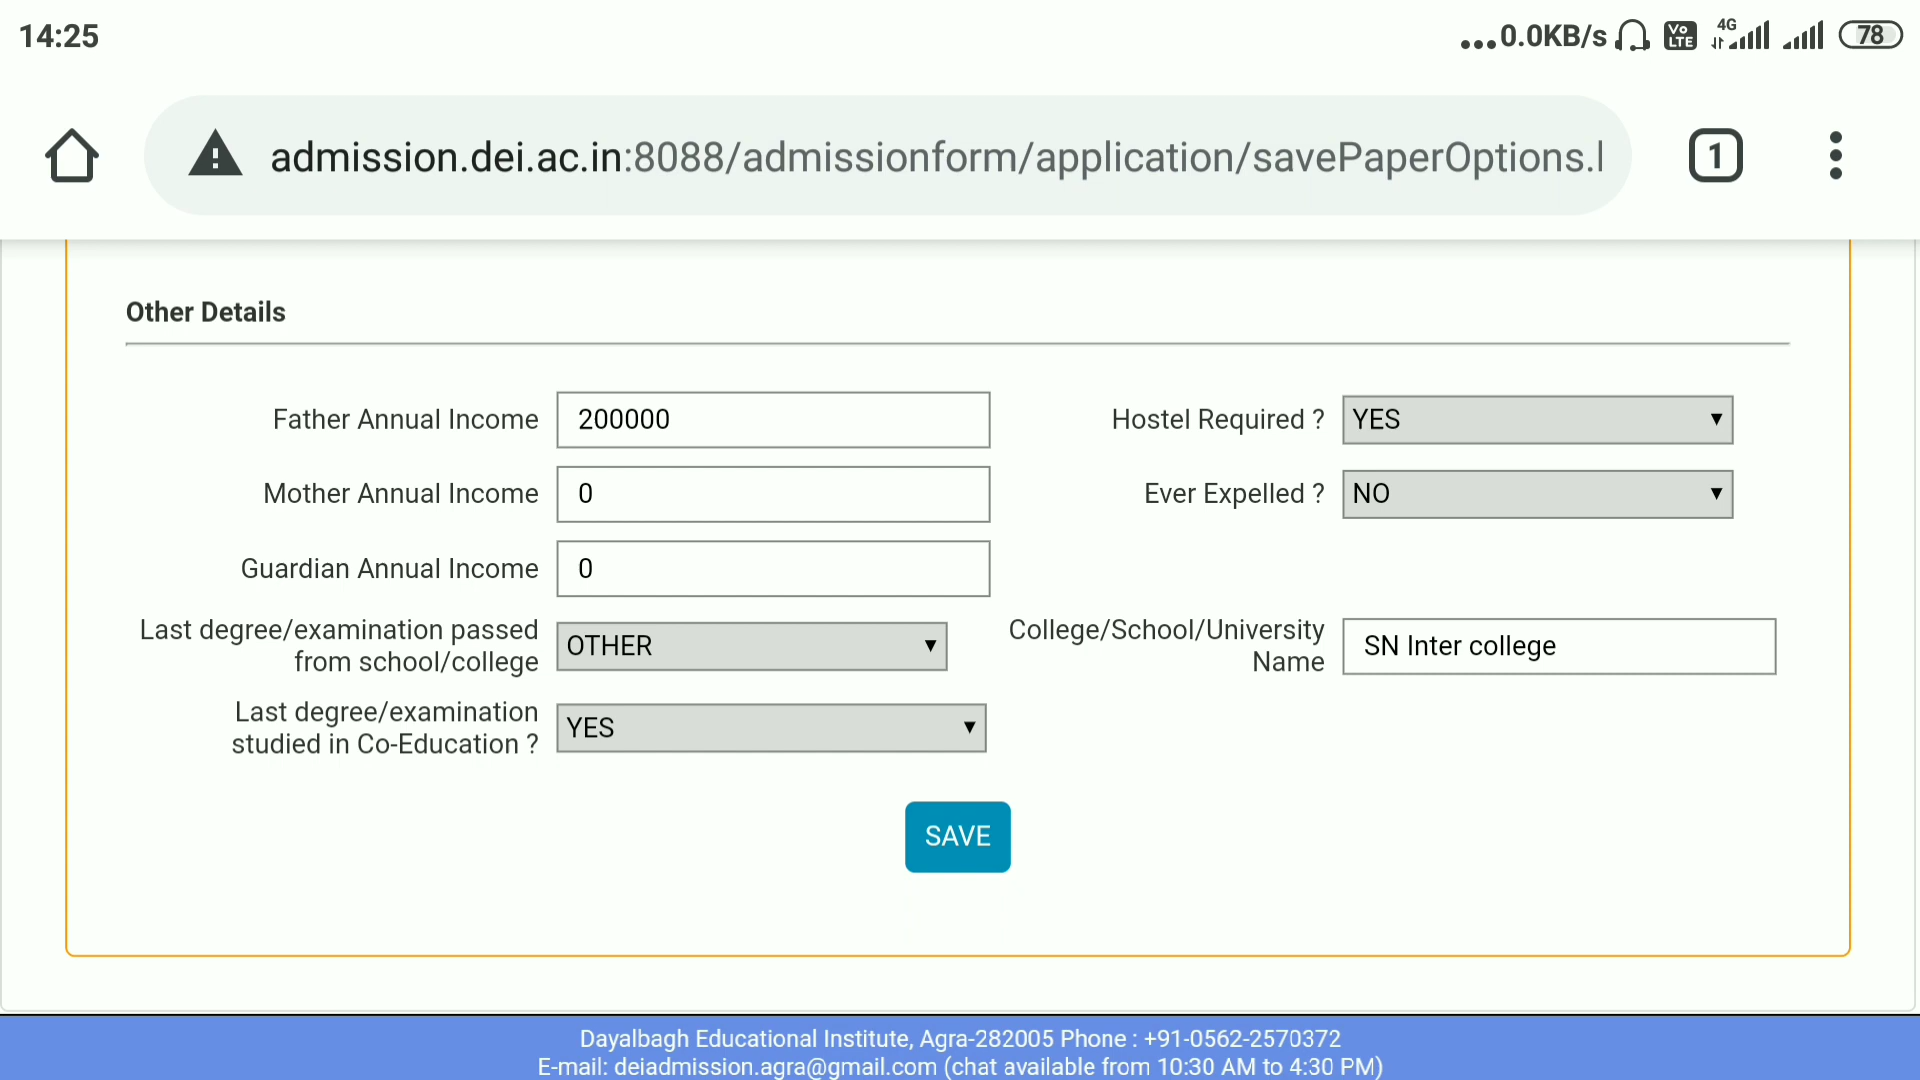 14:25
...0.0KB/s VoLTE 4G 78
admission.dei.ac.in:8088/admissionform/application/savePaperOptions.l
1
Other Details
Father Annual Income 200000 Hostel Required ? YES
Mother Annual Income 0 Ever Expelled ? NO
Guardian Annual Income 0
Last degree/examination passed
from school/college OTHER
College/School/University
Name SN Inter college
Last degree/examination
studied in Co-Education ? YES
SAVE
Dayalbagh Educational Institute, Agra-282005 Phone : +91-0562-2570372
E-mail: deiadmission.agra@gmail.com (chat available from 10:30 AM to 4:30 PM)